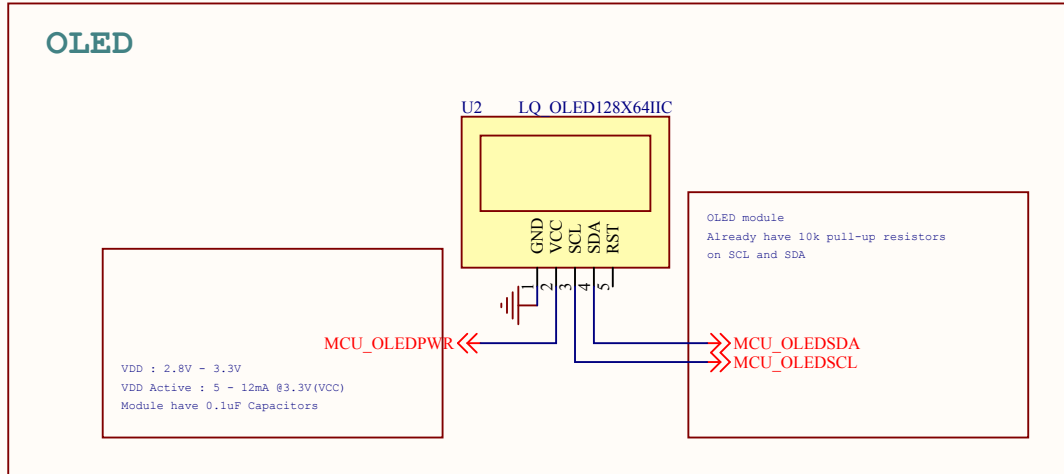 OLED
U2 LQ_OLED128X64IIC
GND
VCC
SCL
SDA
RST
1
2
3
4
5
OLED module
Already have 10k pull-up resistors
on SCL and SDA
MCU_OLEDPWR
MCU_OLEDSDA
MCU_OLEDSCL
VDD : 2.8V - 3.3V
VDD Active : 5 - 12mA @3.3V(VCC)
Module have 0.1uF Capacitors